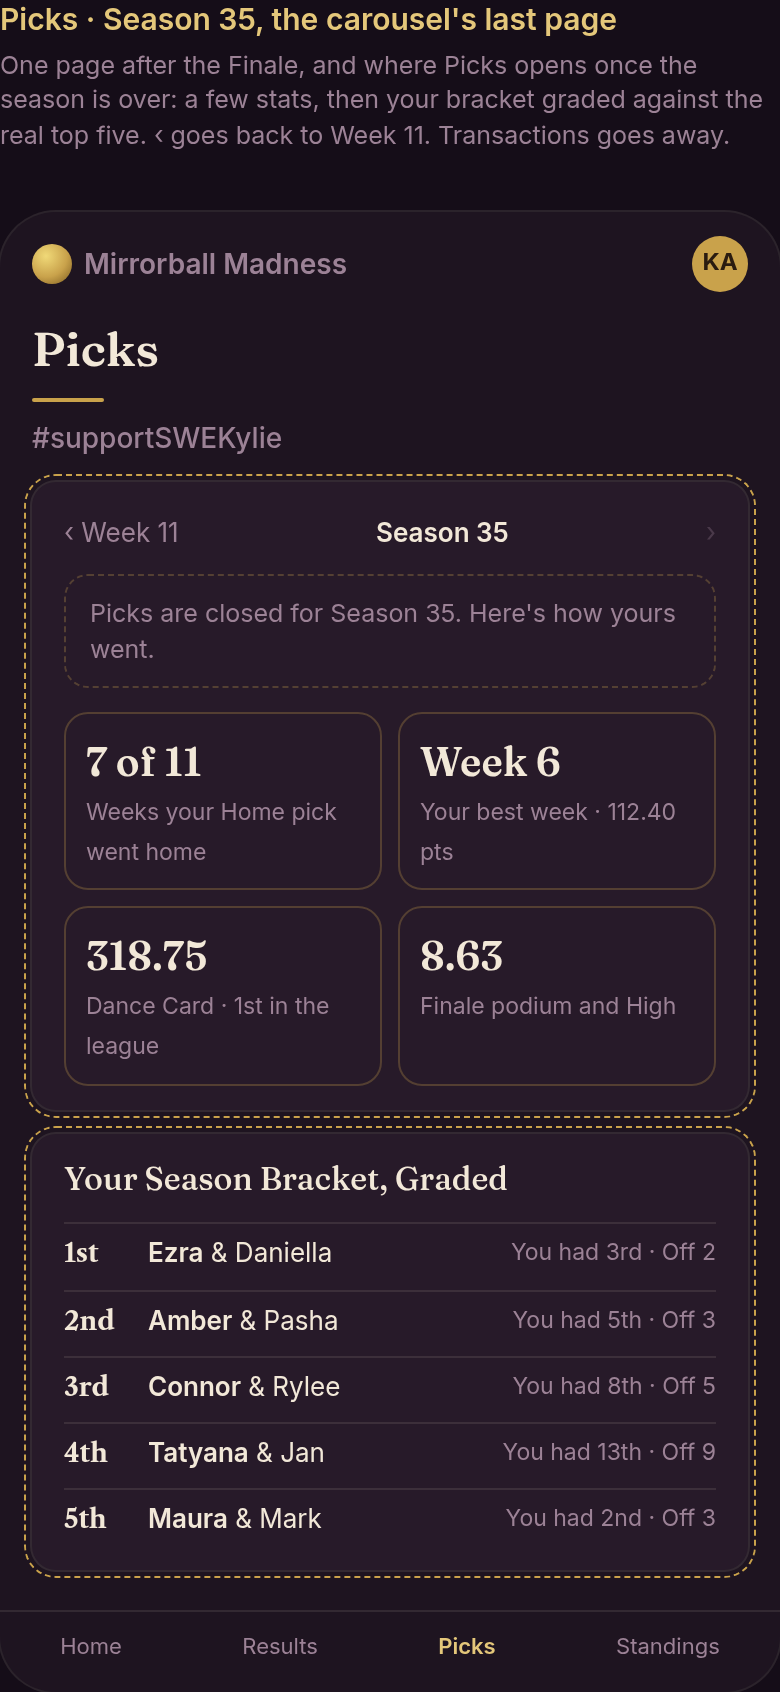 Picks · Season 35, the carousel's last page
One page after the Finale, and where Picks opens once the
season is over: a few stats, then your bracket graded against the
real top five. ‹ goes back to Week 11. Transactions goes away.
Mirrorball Madness
KA
Picks
#supportSWEKylie
‹ Week 11
Season 35
›
Picks are closed for Season 35. Here's how yours
went.
7 of 11
Weeks your Home pick
went home
Week 6
Your best week · 112.40
pts
318.75
Dance Card · 1st in the
league
8.63
Finale podium and High
Your Season Bracket, Graded
1st Ezra & Daniella You had 3rd · Off 2
2nd Amber & Pasha You had 5th · Off 3
3rd Connor & Rylee You had 8th · Off 5
4th Tatyana & Jan You had 13th · Off 9
5th Maura & Mark You had 2nd · Off 3
Home Results Picks Standings